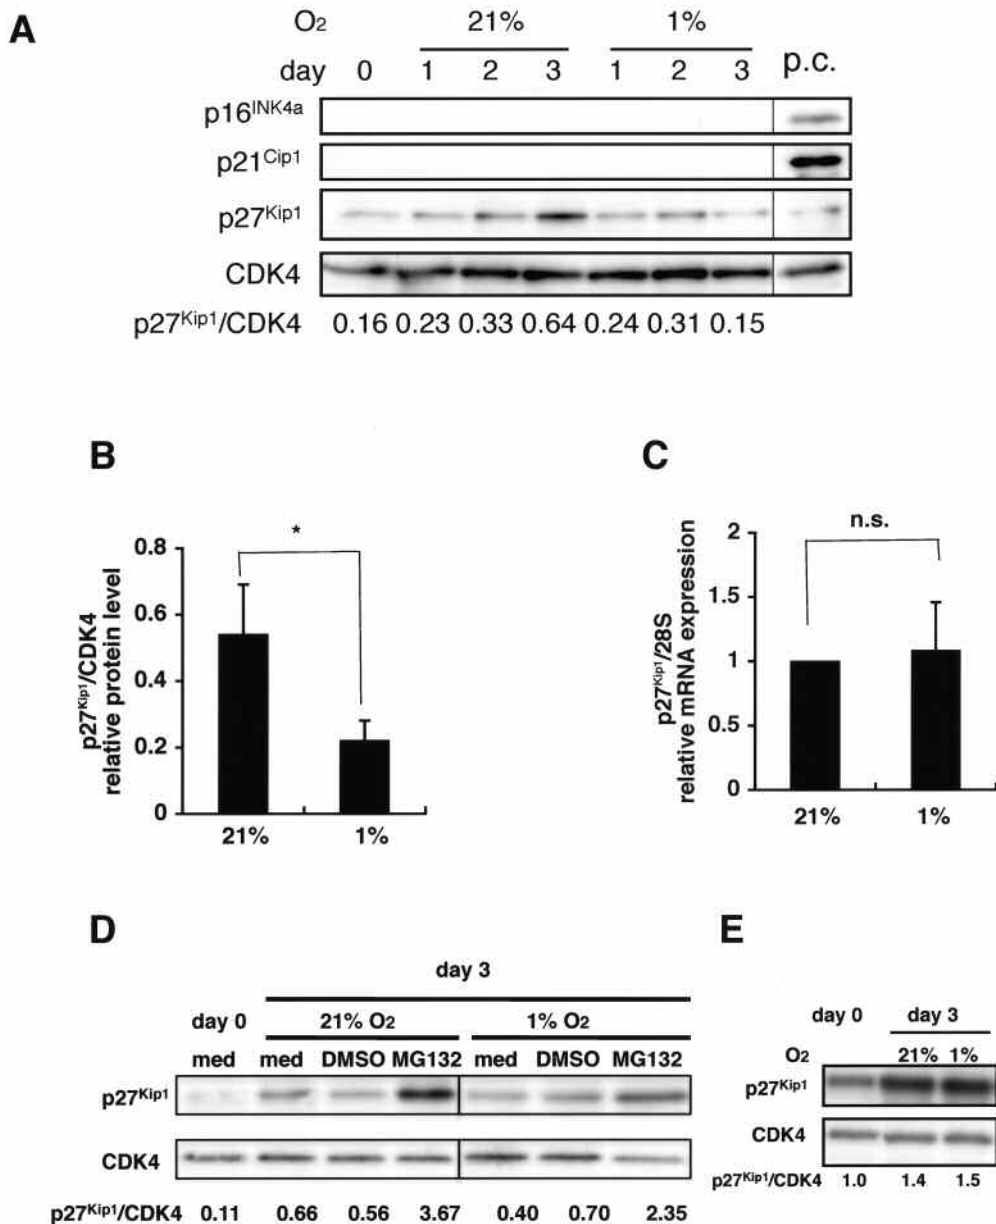 A
O2 21% 1%
day 0 1 2 3 1 2 3 p.c.
p16INK4a
p21Cip1
p27Kip1
CDK4
p27Kip1/CDK4 0.16 0.23 0.33 0.64 0.24 0.31 0.15
B
p27Kip1/CDK4
relative protein level
0.8
0.6
0.4
0.2
0
*
21% 1%
C
p27Kip1/28S
relative mRNA expression
2
1.5
1
0.5
0
n.s.
21% 1%
D
day 3
day 0 21% O2 1% O2
med med DMSO MG132 med DMSO MG132
p27Kip1
CDK4
p27Kip1/CDK4 0.11 0.66 0.56 3.67 0.40 0.70 2.35
E
day 0 day 3
O2 21% 1%
p27Kip1
CDK4
p27Kip1/CDK4 1.0 1.4 1.5